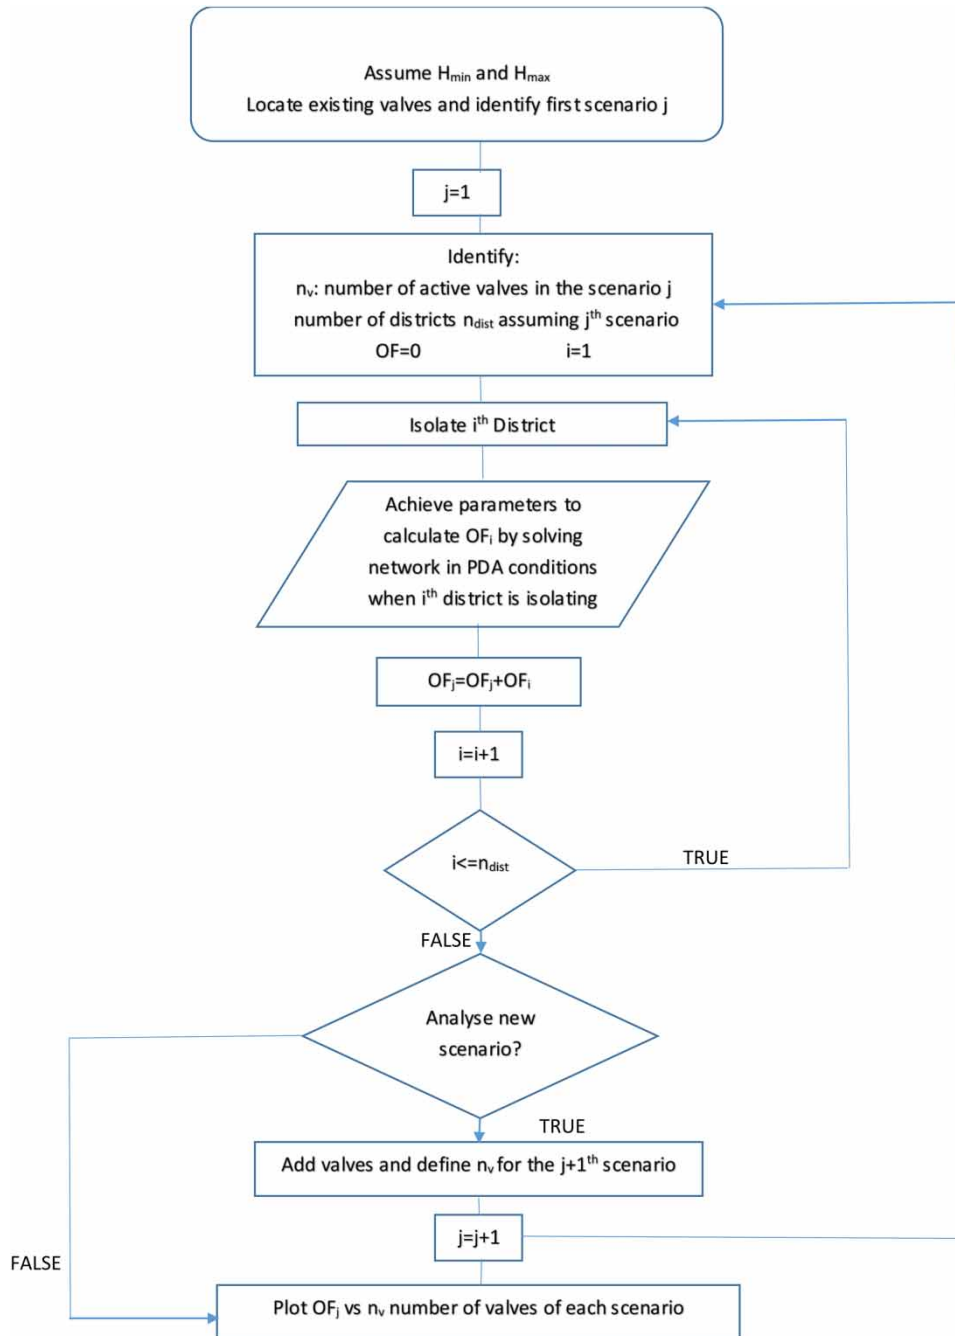 Assume Hmin and Hmax
Locate existing valves and identify first scenario j
j=1
Identify:
nv: number of active valves in the scenario j
number of districts ndist assuming jth scenario
OF=0 i=1
Isolate ith District
Achieve parameters to
calculate OFi by solving
network in PDA conditions
when ith district is isolating
OFj=OFj+OFi
i=i+1
i<=ndist
TRUE
FALSE
Analyse new
scenario?
TRUE
Add valves and define nv for the j+1th scenario
j=j+1
FALSE
Plot OFj vs nv number of valves of each scenario